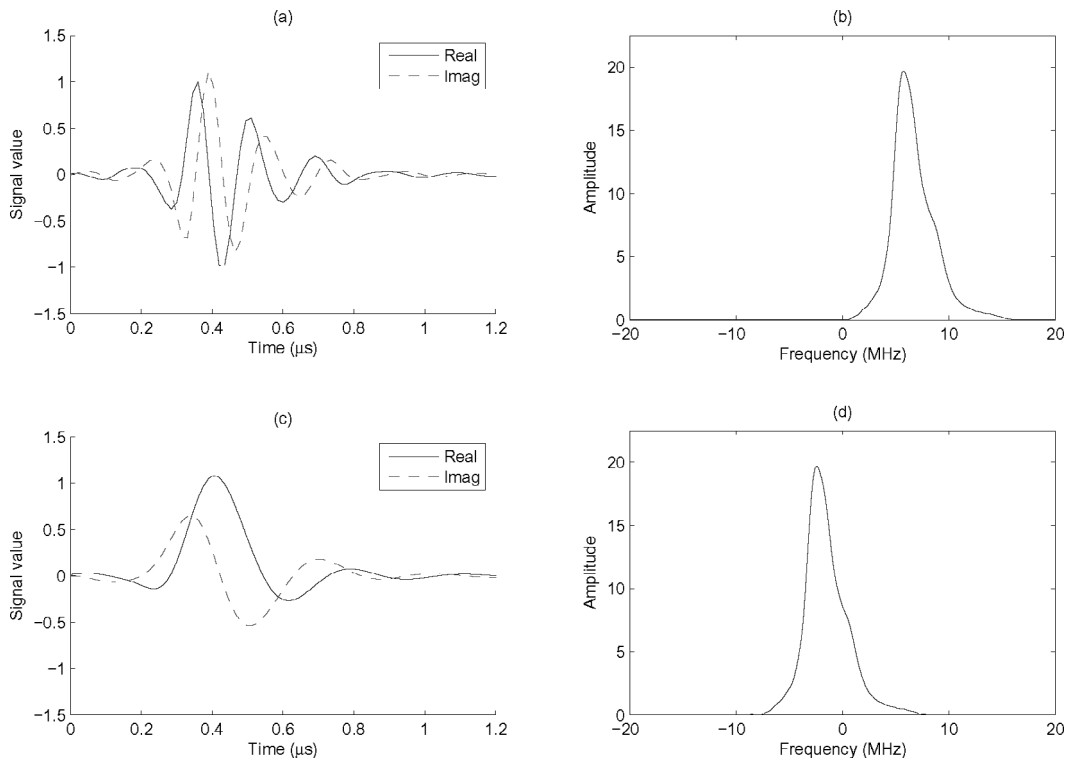 (a)
Real
Imag
1.5
1
0.5
0
−0.5
−1
−1.5
Signal value
0 0.2 0.4 0.6 0.8 1 1.2
Time (μs)
(b)
20
15
10
5
0
Amplitude
−20 −10 0 10 20
Frequency (MHz)
(c)
Real
Imag
1.5
1
0.5
0
−0.5
−1
−1.5
Signal value
0 0.2 0.4 0.6 0.8 1 1.2
Time (μs)
(d)
20
15
10
5
0
Amplitude
−20 −10 0 10 20
Frequency (MHz)